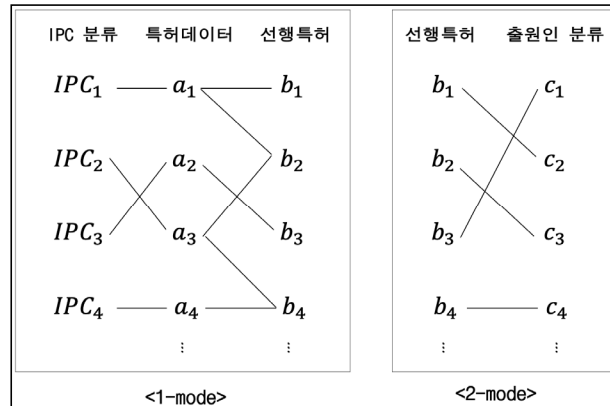 IPC 분류 특허데이터 선행특허 선행특허 출원인 분류
IPC₁ a₁ b₁ b₁ c₁
IPC₂ a₂ b₂ b₂ c₂
IPC₃ a₃ b₃ b₃ c₃
IPC₄ a₄ b₄ b₄ c₄
⋮ ⋮ ⋮ ⋮
<1-mode> <2-mode>